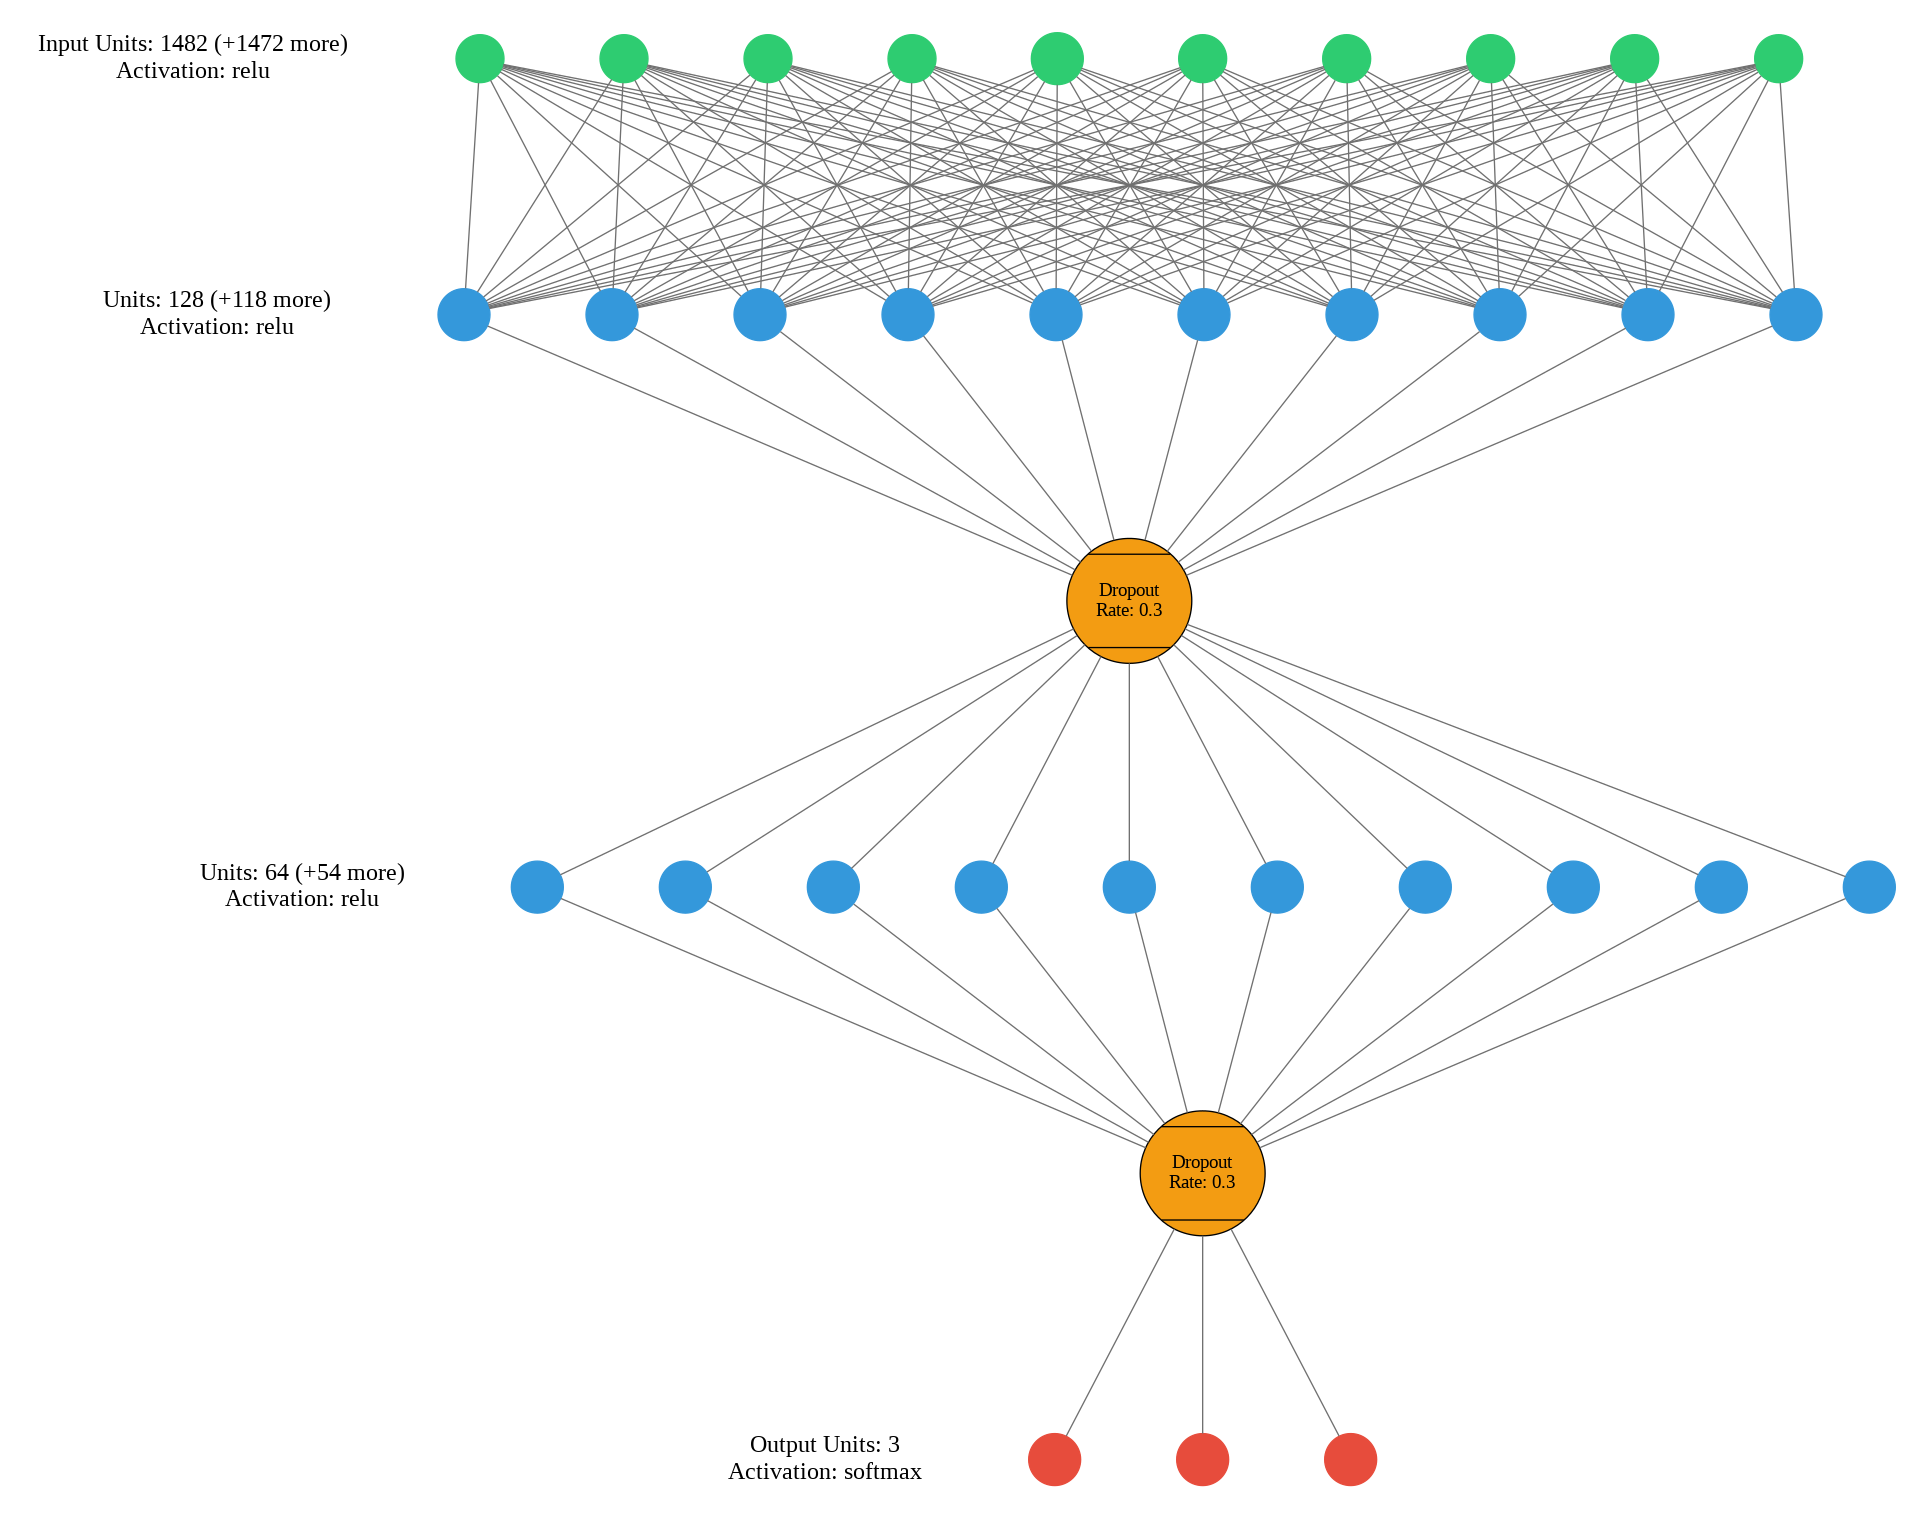 Input Units: 1482 (+1472 more)
Activation: relu
Units: 128 (+118 more)
Activation: relu
Dropout
Rate: 0.3
Units: 64 (+54 more)
Activation: relu
Dropout
Rate: 0.3
Output Units: 3
Activation: softmax